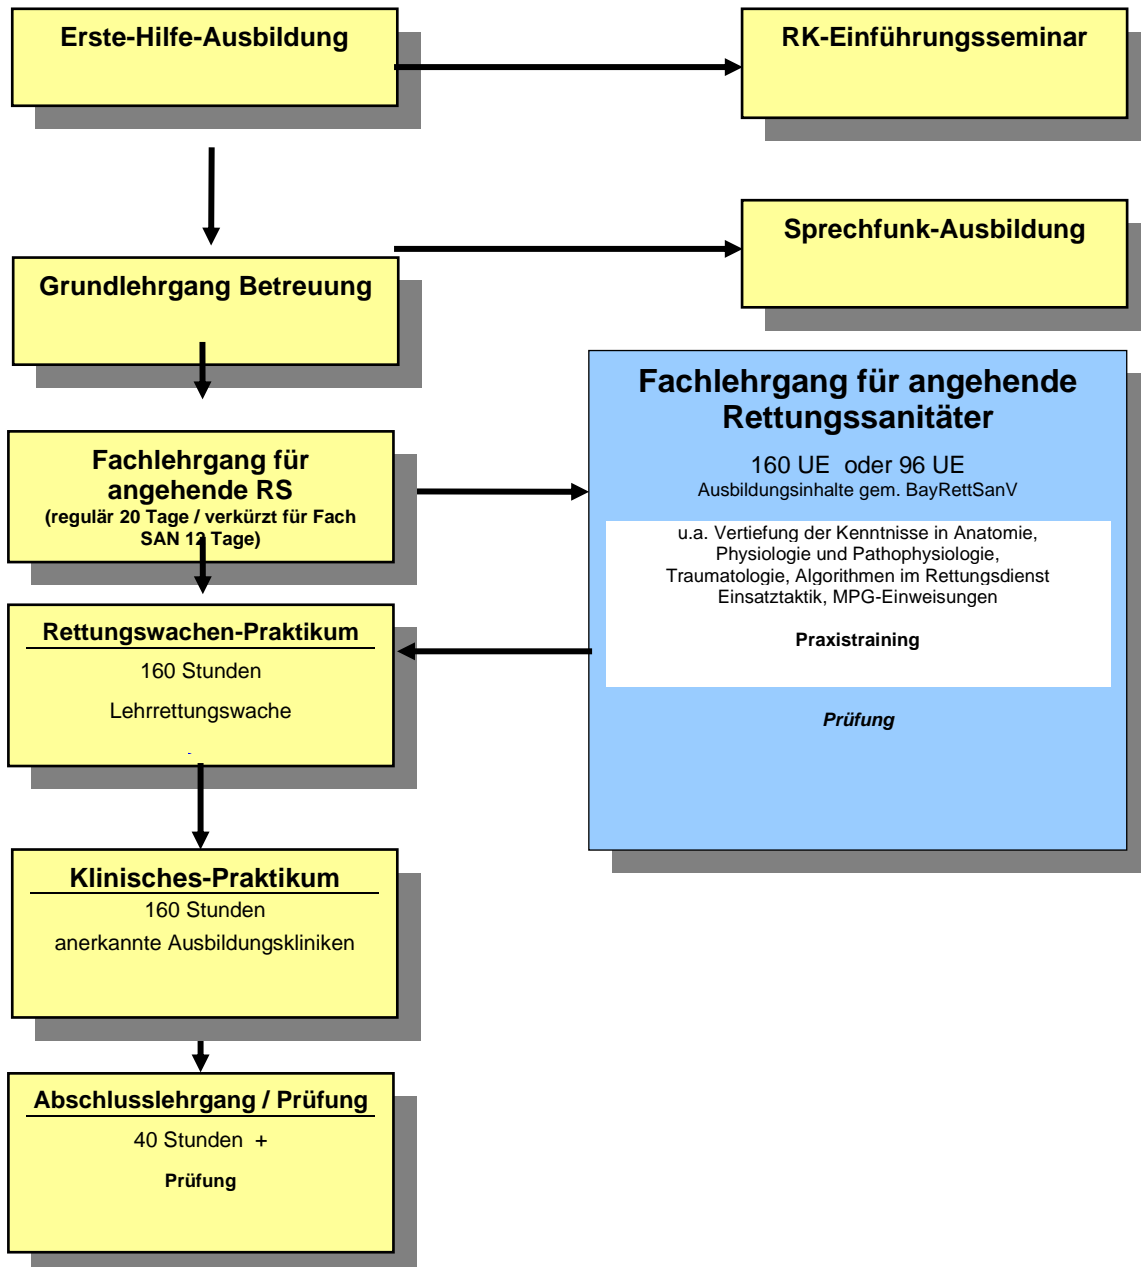 Erste-Hilfe-Ausbildung
RK-Einführungsseminar
Sprechfunk-Ausbildung
Grundlehrgang Betreuung
Fachlehrgang für
angehende RS
(regulär 20 Tage / verkürzt für Fach
SAN 12 Tage)
Fachlehrgang für angehende
Rettungssanitäter
160 UE oder 96 UE
Ausbildungsinhalte gem. BayRettSanV
u.a. Vertiefung der Kenntnisse in Anatomie,
Physiologie und Pathophysiologie,
Traumatologie, Algorithmen im Rettungsdienst
Einsatztaktik, MPG-Einweisungen
Praxistraining
Prüfung
Rettungswachen-Praktikum
160 Stunden
Lehrrettungswache
.
Klinisches-Praktikum
160 Stunden
anerkannte Ausbildungskliniken
Abschlusslehrgang / Prüfung
40 Stunden +
Prüfung